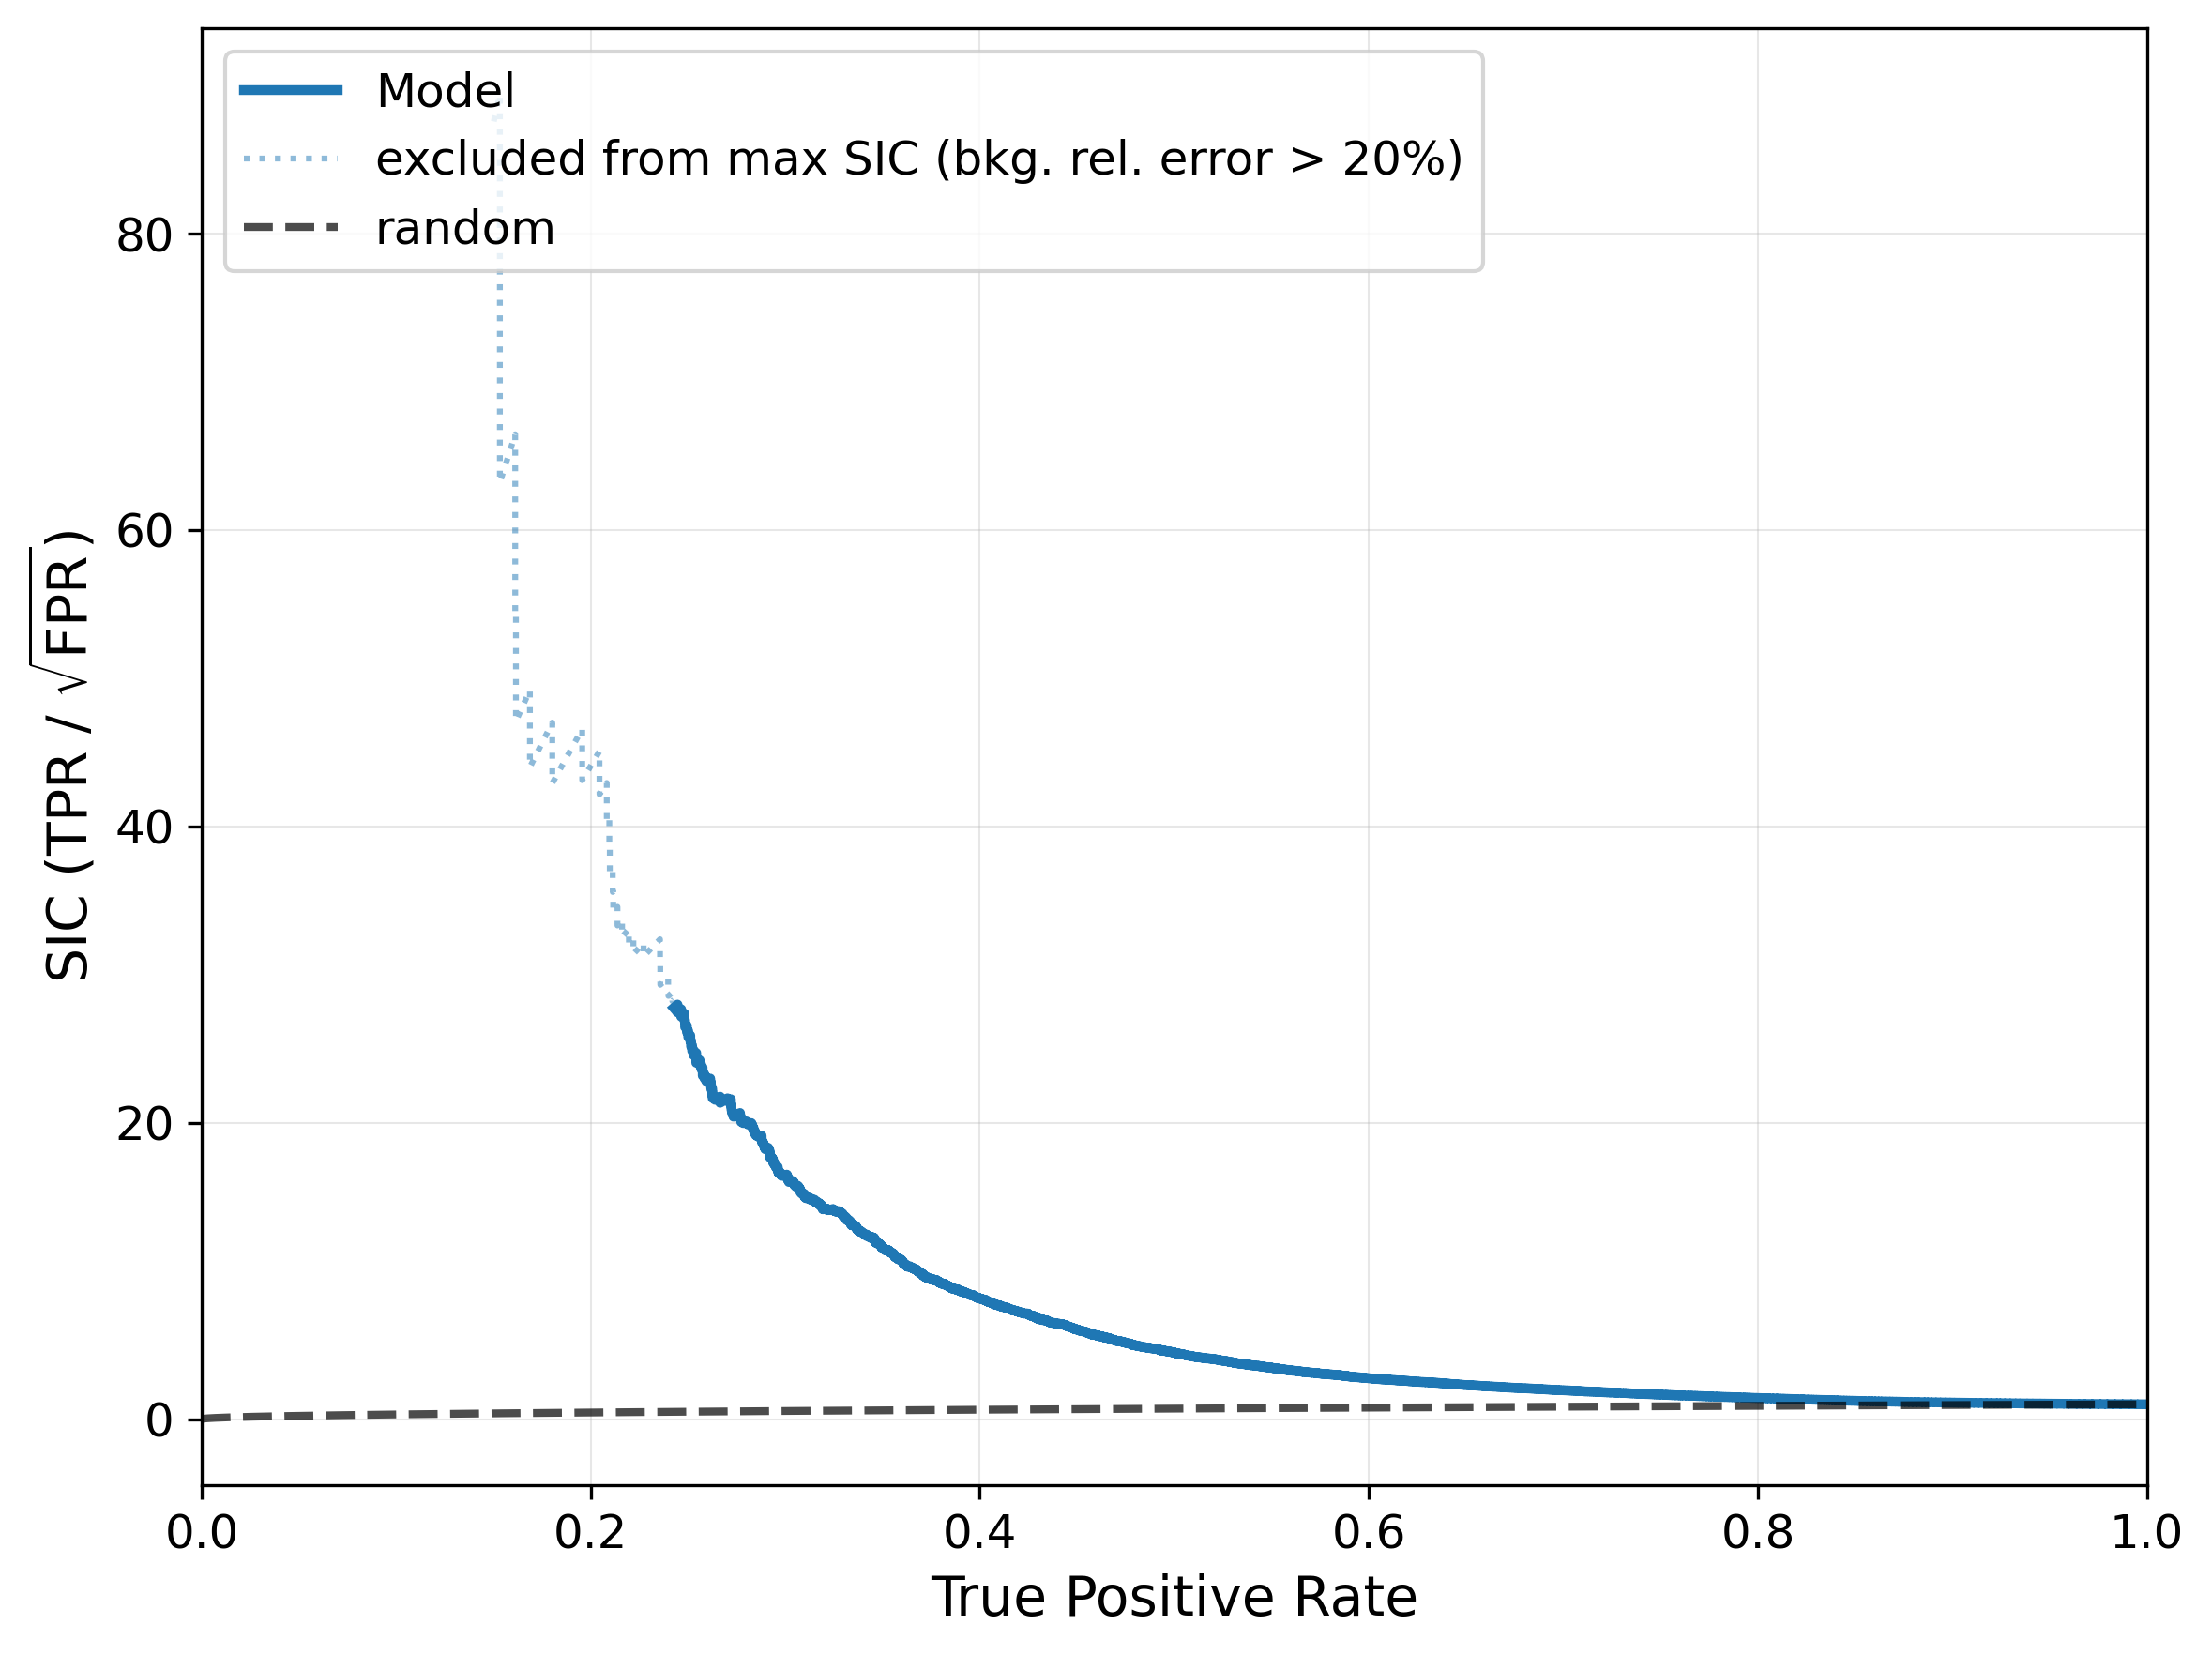 Model
excluded from max SIC (bkg. rel. error > 20%)
random
SIC (TPR / √FPR)
80
60
40
20
0
0.0 0.2 0.4 0.6 0.8 1.0
True Positive Rate